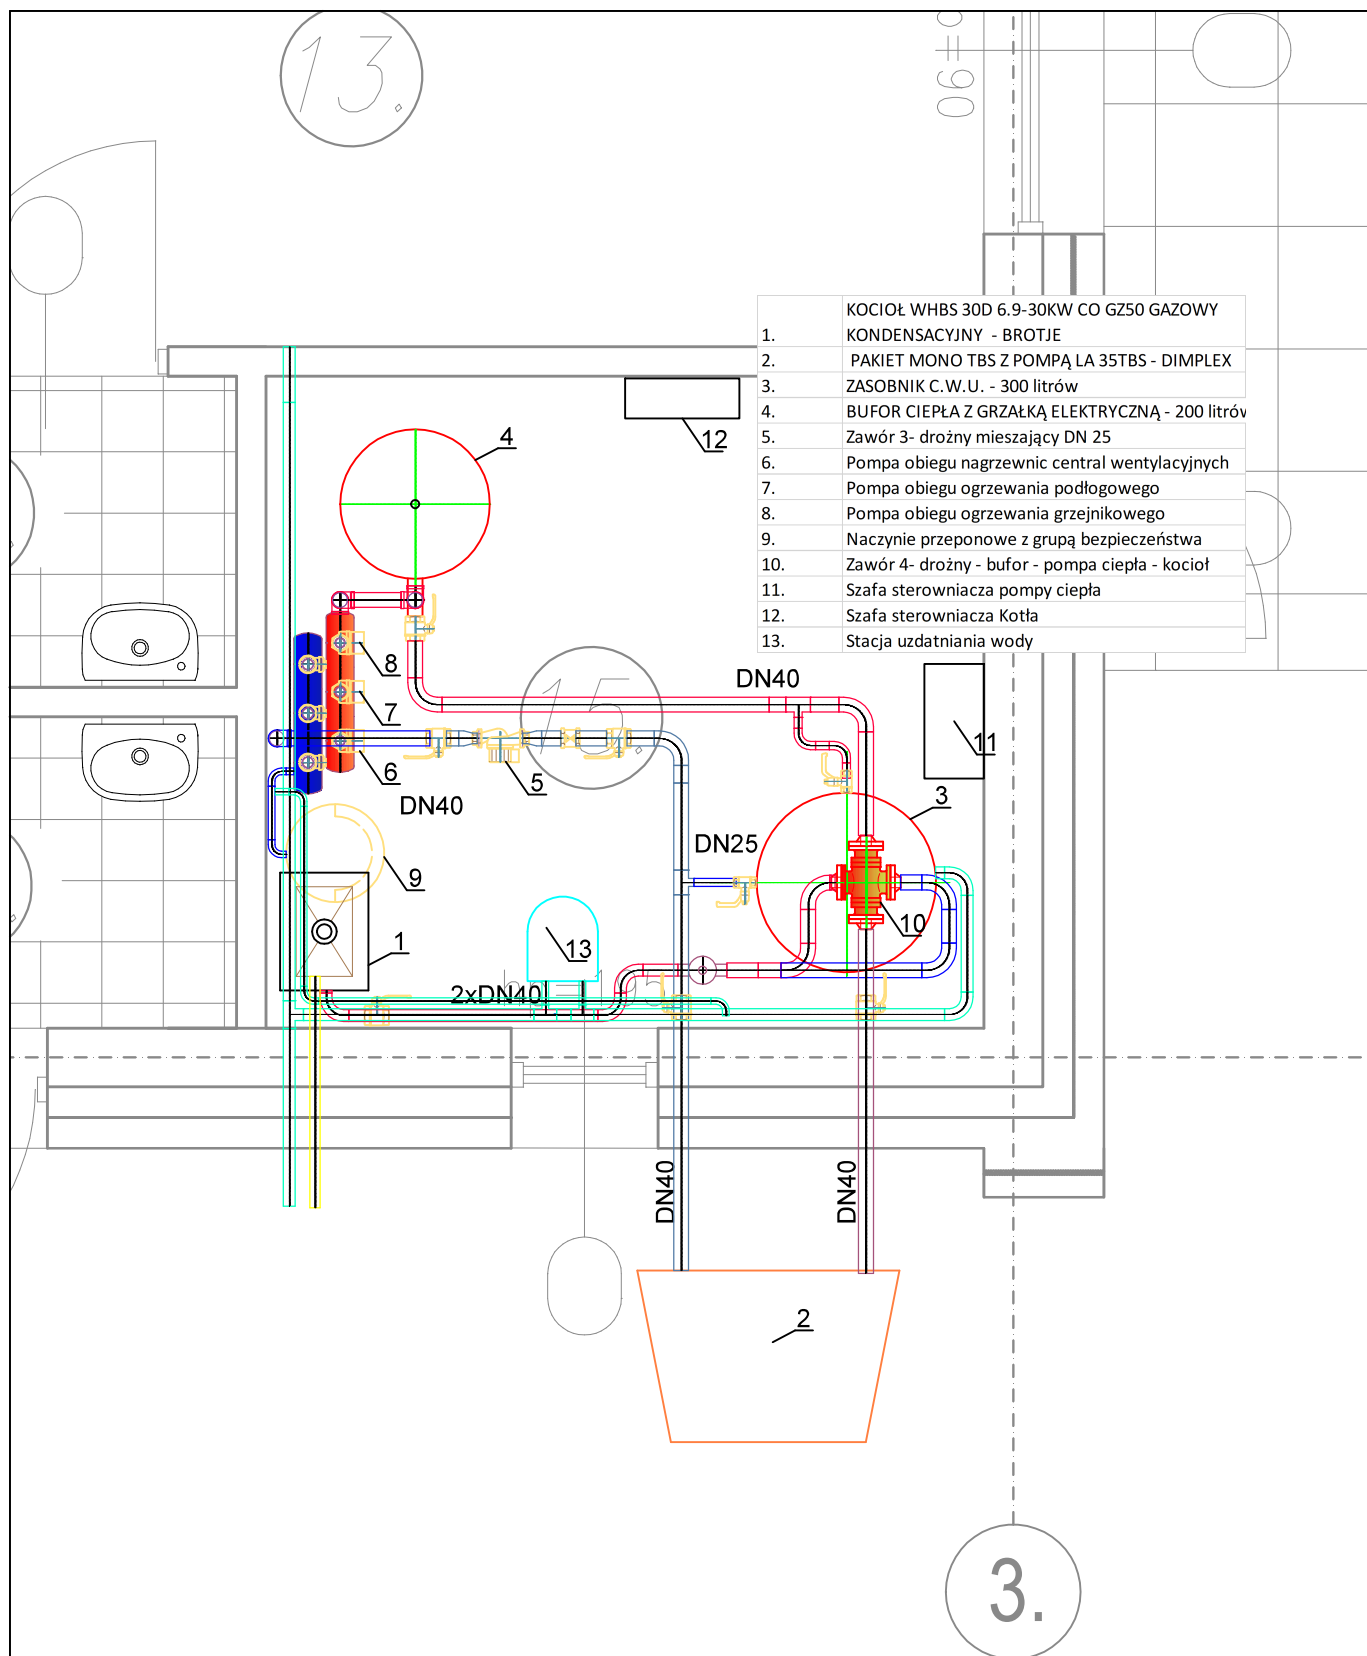 13.
06=0
KOCIOŁ WHBS 30D 6.9-30KW CO GZ50 GAZOWY
1. KONDENSACYJNY - BROTJE
2. PAKIET MONO TBS Z POMPĄ LA 35TBS - DIMPLEX
3. ZASOBNIK C.W.U. - 300 litrów
4. BUFOR CIEPŁA Z GRZAŁKĄ ELEKTRYCZNĄ - 200 litrów
5. Zawór 3- drożny mieszający DN 25
6. Pompa obiegu nagrzewnic central wentylacyjnych
7. Pompa obiegu ogrzewania podłogowego
8. Pompa obiegu ogrzewania grzejnikowego
9. Naczynie przeponowe z grupą bezpieczeństwa
10. Zawór 4- drożny - bufor - pompa ciepła - kocioł
11. Szafa sterowniacza pompy ciepła
12. Szafa sterowniacza Kotła
13. Stacja uzdatniania wody
4
12
8
DN40
15.
7
11
6
5
3
DN40
DN25
9
10
1
13
2xDN40
DN40
DN40
2
3.